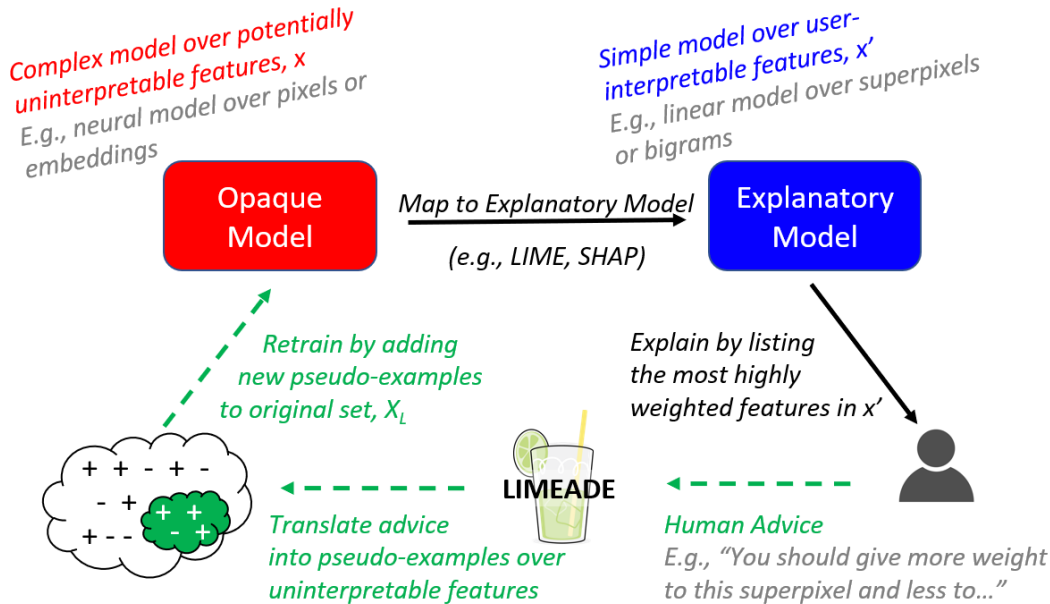 Complex model over potentially
uninterpretable features, x
E.g., neural model over pixels or
embeddings
Simple model over user-
interpretable features, x’
E.g., linear model over superpixels
or bigrams
Opaque
Model
Map to Explanatory Model
(e.g., LIME, SHAP)
Explanatory
Model
Retrain by adding
new pseudo-examples
to original set, X_L
Explain by listing
the most highly
weighted features in x’
+ + - + -
- +
+ - -
+ +
- +
LIMEADE
Translate advice
into pseudo-examples over
uninterpretable features
Human Advice
E.g., “You should give more weight
to this superpixel and less to…”